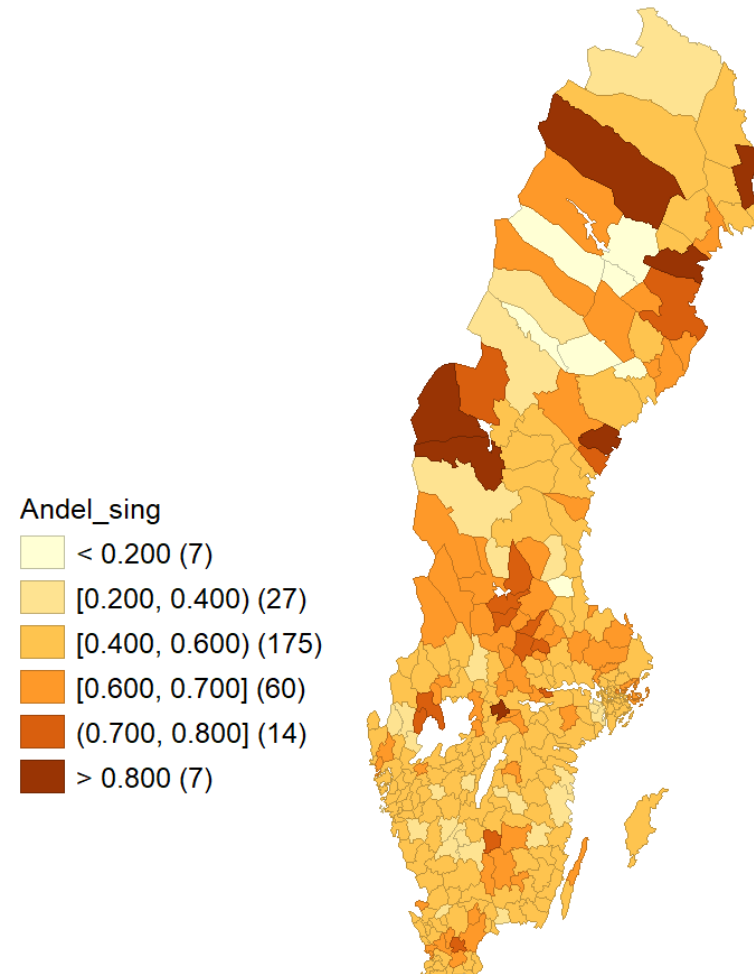 Andel_sing
< 0.200 (7)
[0.200, 0.400) (27)
[0.400, 0.600) (175)
[0.600, 0.700] (60)
(0.700, 0.800] (14)
> 0.800 (7)